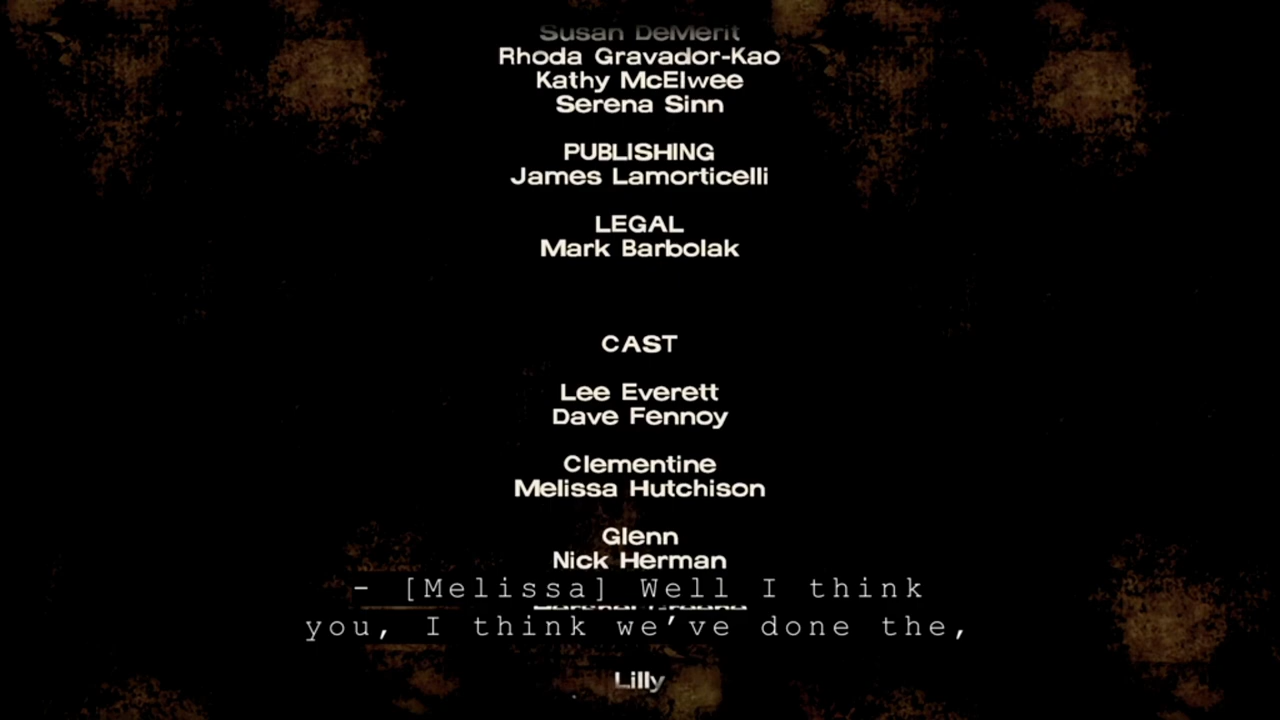 Susan DeMerit
Rhoda Gravador-Kao
Kathy McElwee
Serena Sinn
PUBLISHING
James Lamorticelli
LEGAL
Mark Barbolak
CAST
Lee Everett
Dave Fennoy
Clementine
Melissa Hutchison
Glenn
Nick Herman
- [Melissa] Well I think
you, I think we've done the,
Lilly